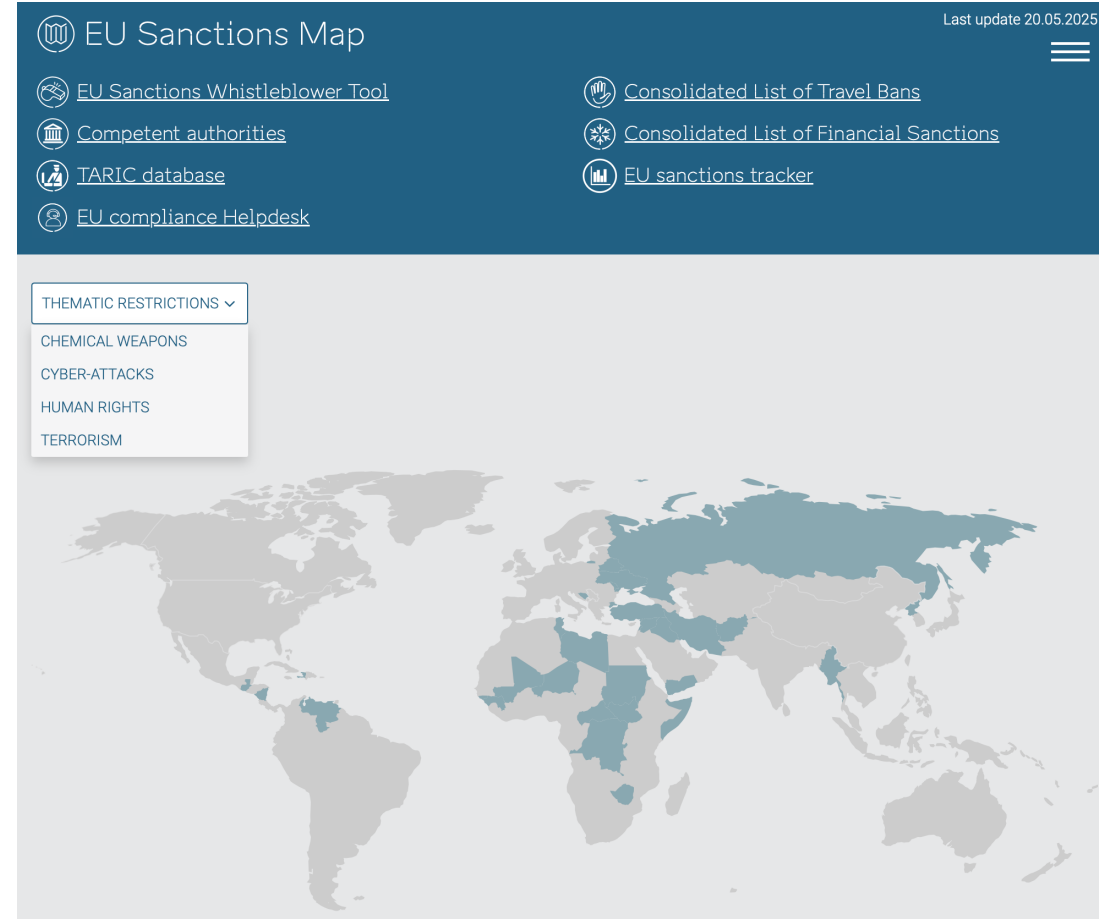 EU Sanctions Map
Last update 20.05.2025
EU Sanctions Whistleblower Tool
Competent authorities
TARIC database
EU compliance Helpdesk
Consolidated List of Travel Bans
Consolidated List of Financial Sanctions
EU sanctions tracker
THEMATIC RESTRICTIONS
CHEMICAL WEAPONS
CYBER-ATTACKS
HUMAN RIGHTS
TERRORISM